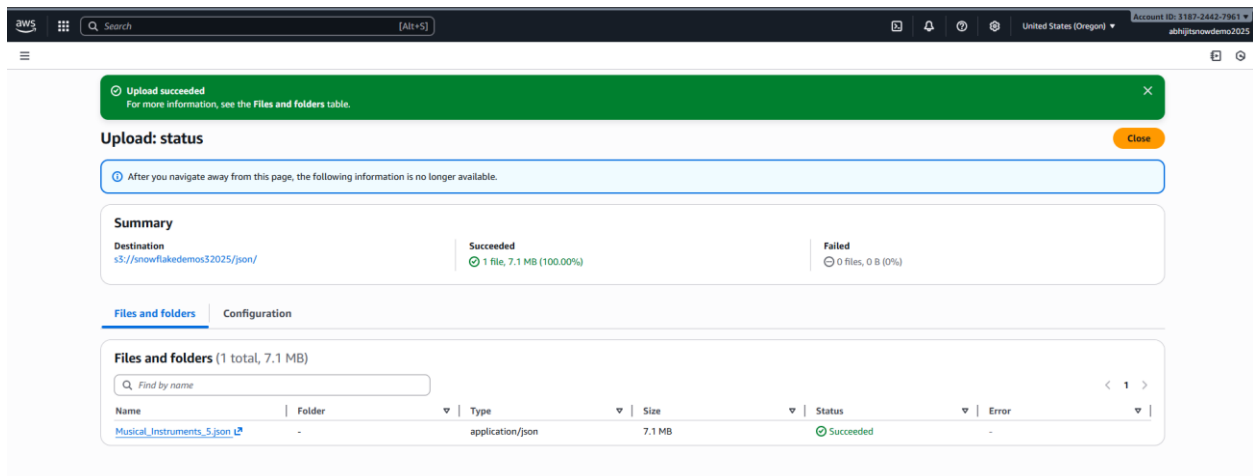 aws Search [Alt+S] United States (Oregon) Account ID: 3187-2442-7961
abhijitsnowdemo2025
Upload succeeded
For more information, see the Files and folders table.
Upload: status
Close
After you navigate away from this page, the following information is no longer available.
Summary
Destination Succeeded Failed
s3://snowflakedemos32025/json/ 1 file, 7.1 MB (100.00%) 0 files, 0 B (0%)
Files and folders Configuration
Files and folders (1 total, 7.1 MB)
Find by name 1
Name Folder Type Size Status Error
Musical_Instruments_5.json - application/json 7.1 MB Succeeded -